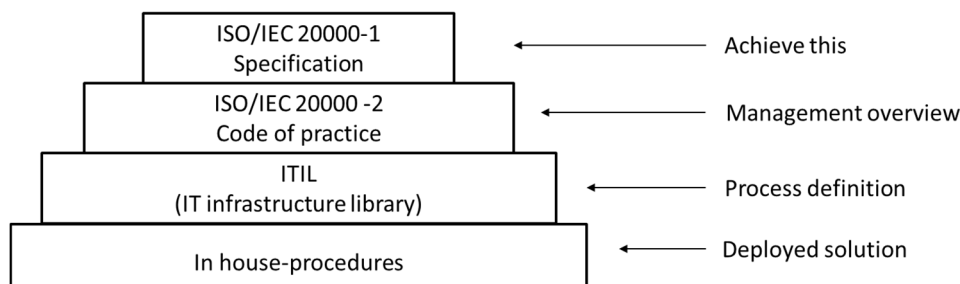 ISO/IEC 20000-1
Specification
Achieve this
ISO/IEC 20000 -2
Code of practice
Management overview
ITIL
(IT infrastructure library)
Process definition
In house-procedures
Deployed solution